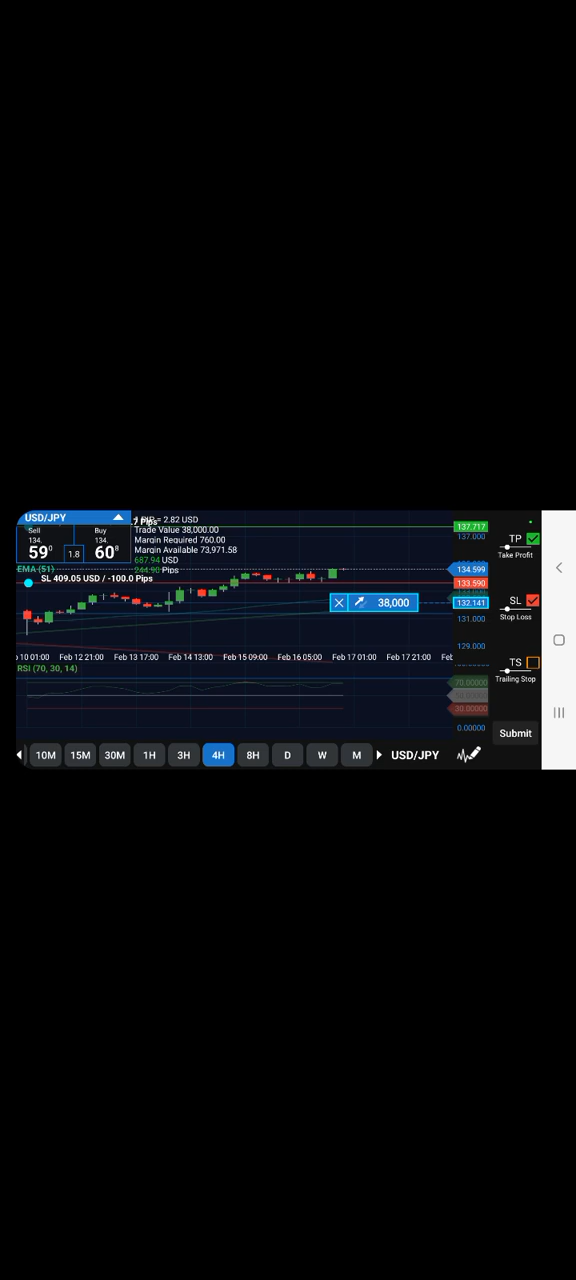 USD/JPY
Sell
134.
59⁰
1.8
Buy
134.
60⁸
.7 Pips
1 PIP = 2.82 USD
Trade Value 38,000.00
Margin Required 760.00
Margin Available 73,971.58
687.94 USD
244.90 Pips
EMA (51)
SL 409.05 USD / -100.0 Pips
38,000
137.717
137.000
134.599
133.590
132.141
131.000
129.000
10 01:00 Feb 12 21:00 Feb 13 17:00 Feb 14 13:00 Feb 15 09:00 Feb 16 05:00 Feb 17 01:00 Feb 17 21:00 Feb
RSI (70, 30, 14)
70.00000
30.00000
0.00000
TP
Take Profit
SL
Stop Loss
TS
Trailing Stop
Submit
10M 15M 30M 1H 3H 4H 8H D W M USD/JPY